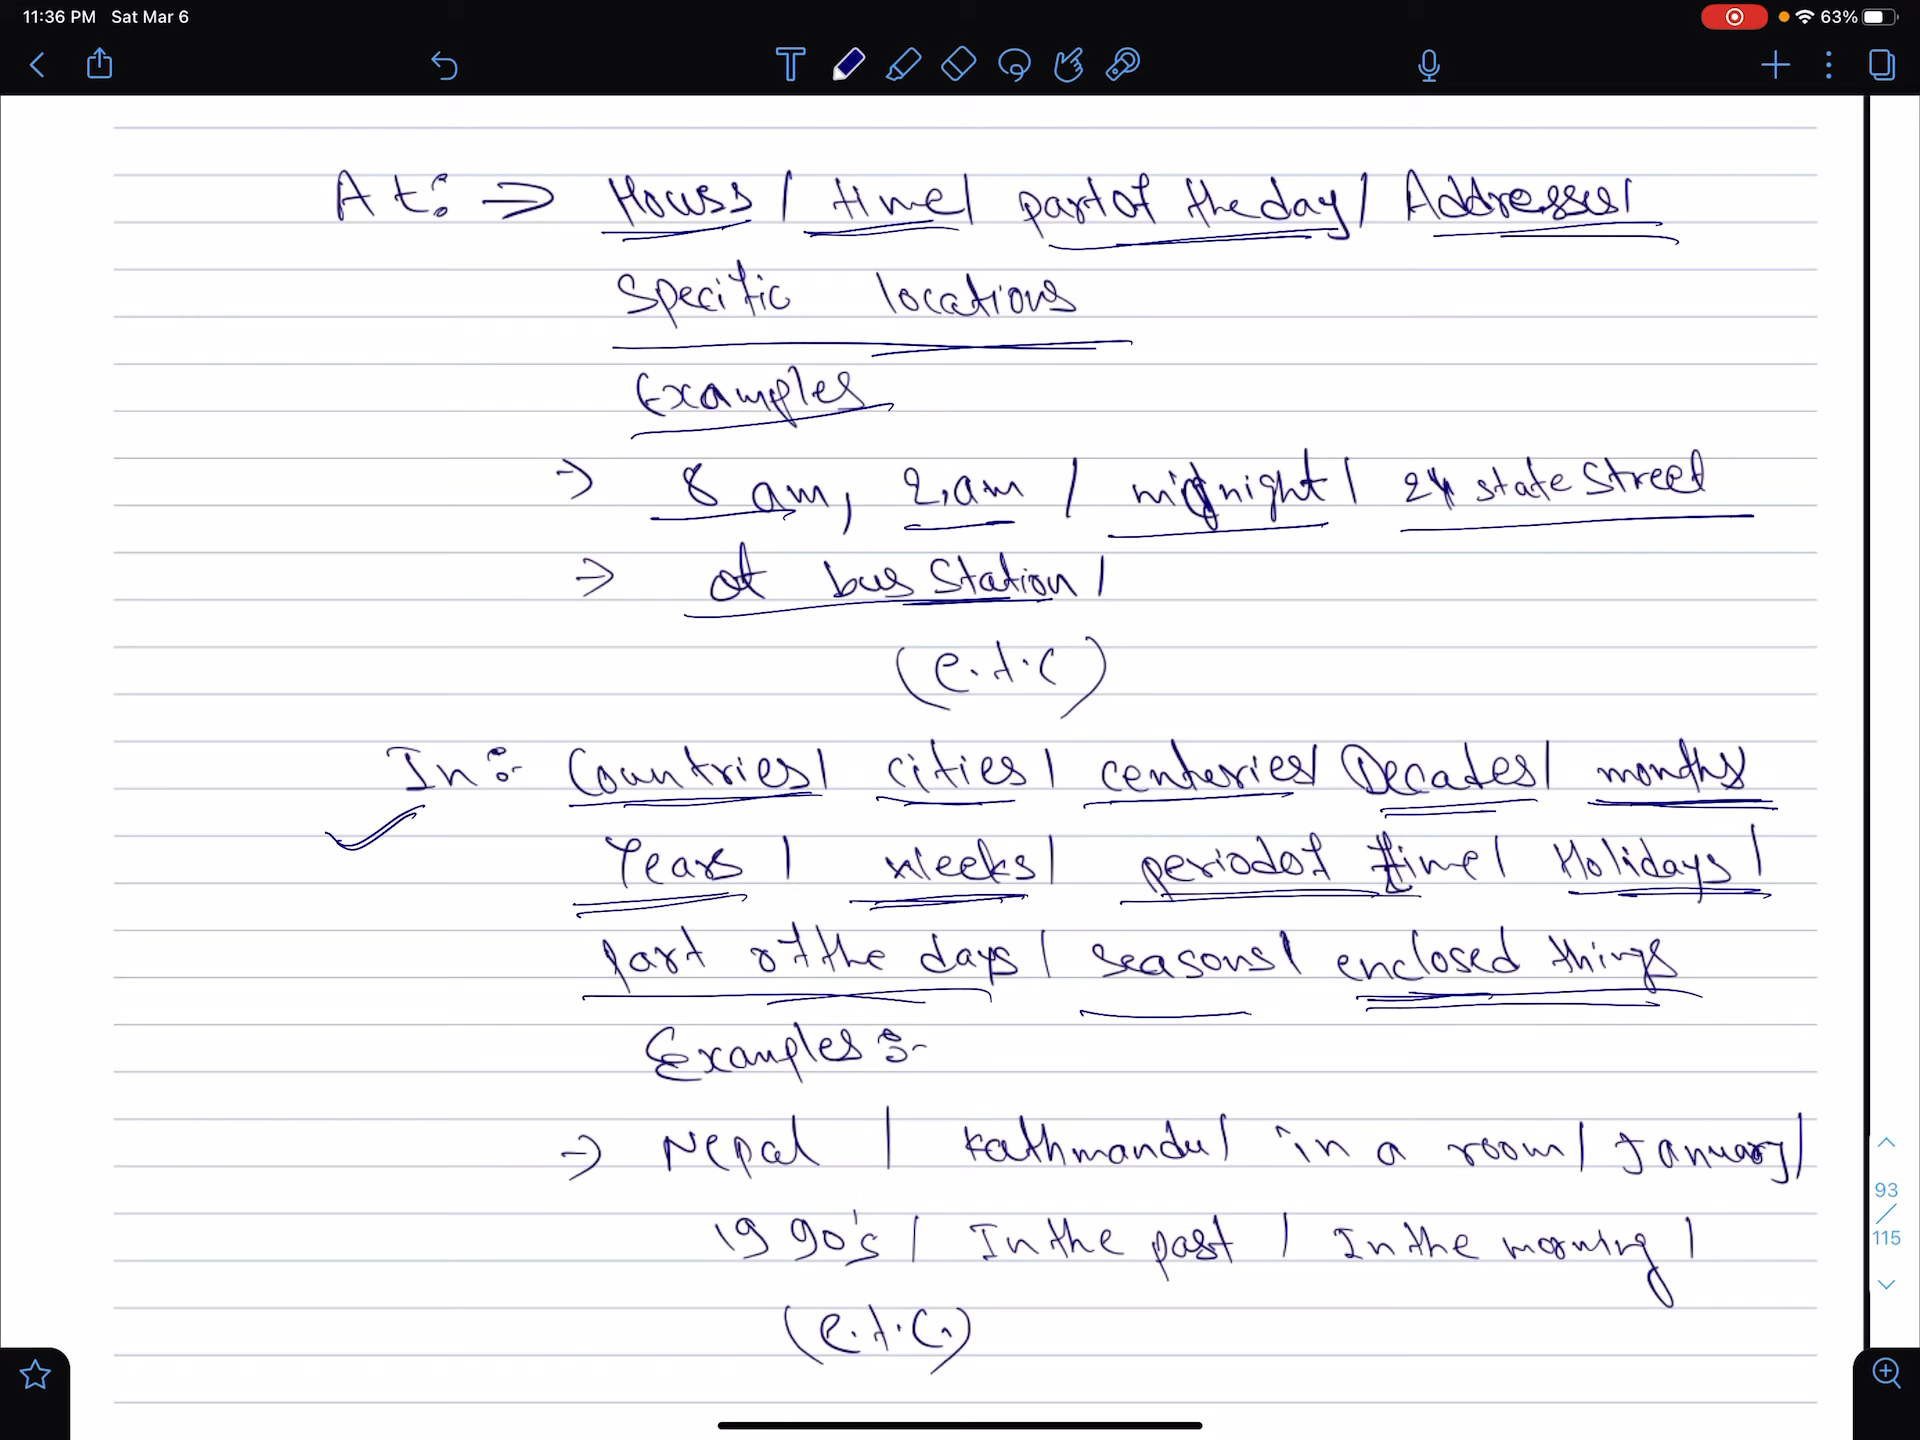 11:36 PM Sat Mar 6
63%
At: ⇒ Houss / time / part of the day / Addresses /
Specific locations
Examples
→ 8 am, 2,am / midnight / 24 state Street
→ at bus Station /
(e.t.c)
In :- Countries / cities / centeries / Decades / months
Years / weeks / period of time / Holidays /
part of the days / seasons / enclosed things
Examples :-
→ Nepal / Kathmandu / in a room / January /
1990's / In the past / In the morning /
(e.t.c.)
93
/
115